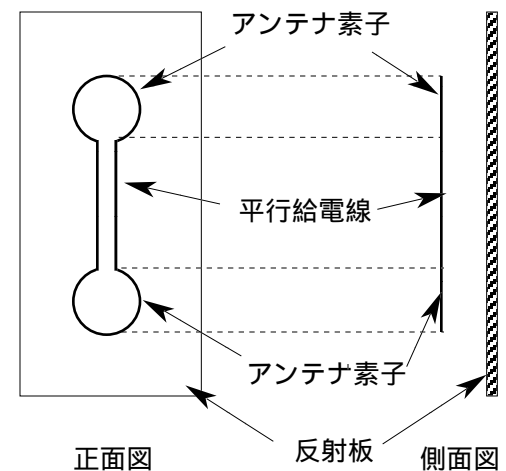 アンテナ素子
平行給電線
アンテナ素子
反射板
正面図
側面図